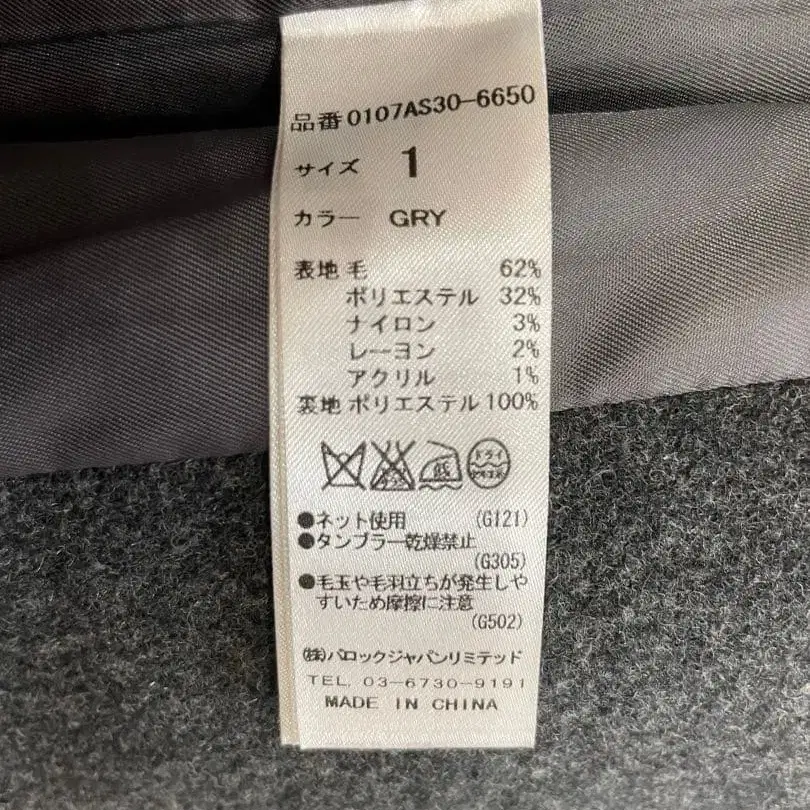 品番 0107AS30-6650
サイズ 1
カラー GRY
表地 毛 62%
ポリエステル 32%
ナイロン 3%
レーヨン 2%
アクリル 1%
裏地 ポリエステル 100%
低 ドライ
●ネット使用 (G121)
●タンブラー乾燥禁止
(G305)
●毛玉や毛羽立ちが発生しや
すいため摩擦に注意
(G502)
㈱バロックジャパンリミテッド
TEL. 03-6730-9191
MADE IN CHINA